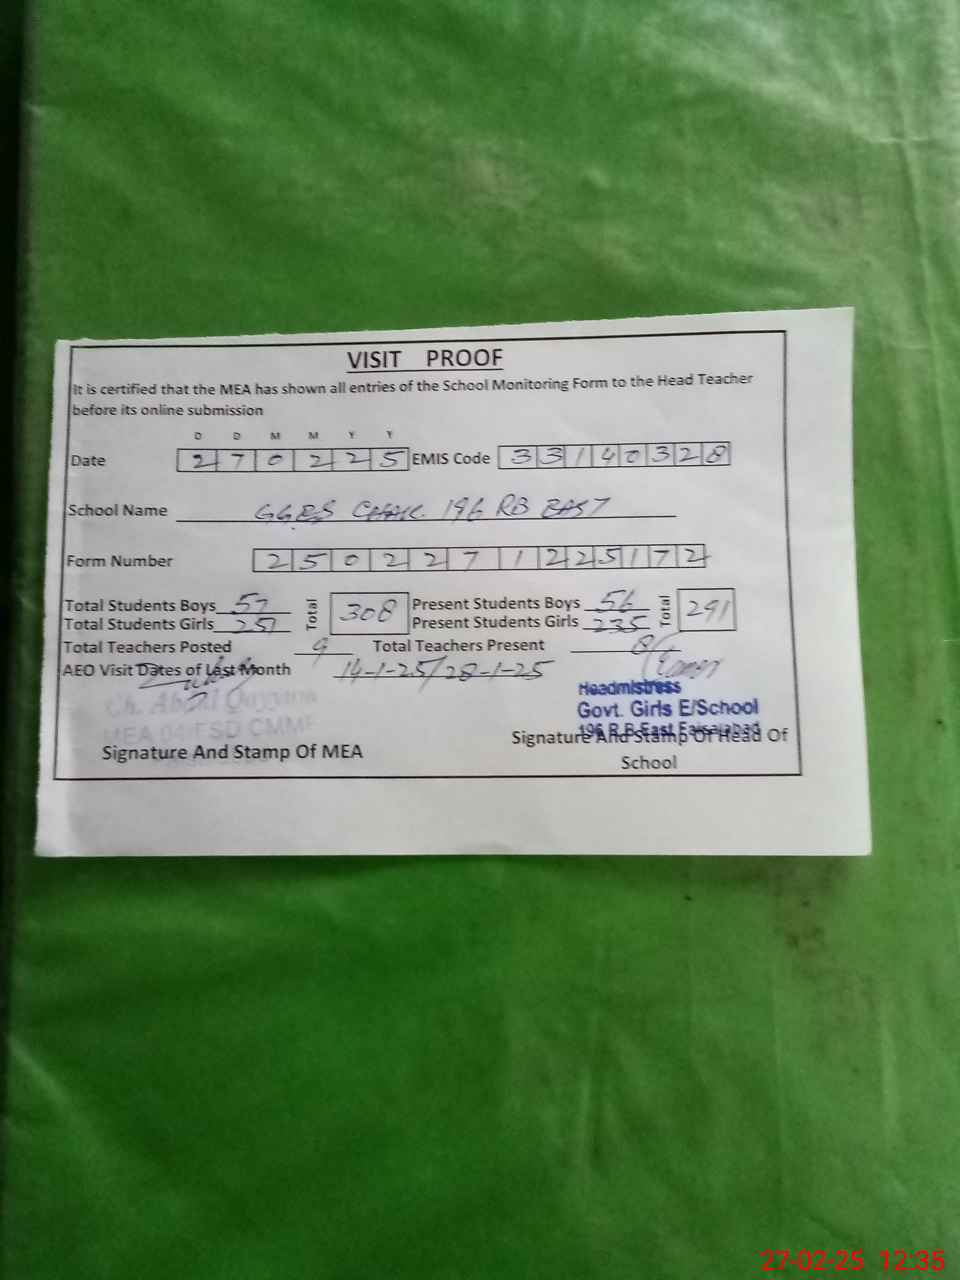 VISIT PROOF
It is certified that the MEA has shown all entries of the School Monitoring Form to the Head Teacher
before its online submission
D D M M Y Y
Date 2 7 0 2 2 5 EMIS Code 3 3 1 4 0 3 2 8
School Name GGES CHAK 196 RB EAST
Form Number 2 5 0 2 2 7 1 2 2 5 1 7 2
Total Students Boys 57 Total 308 Present Students Boys 56 Total 291
Total Students Girls 251 Present Students Girls 235
Total Teachers Posted 9 Total Teachers Present 8
AEO Visit Dates of Last Month 14-1-25/28-1-25
Ch. Abdul Qayyum
MEA 04 FSD CMMF
Signature And Stamp Of MEA
Headmistress
Govt. Girls E/School
196 R.B East Faisalabad
Signature And Stamp Of Head Of
School
27-02-25 12:35